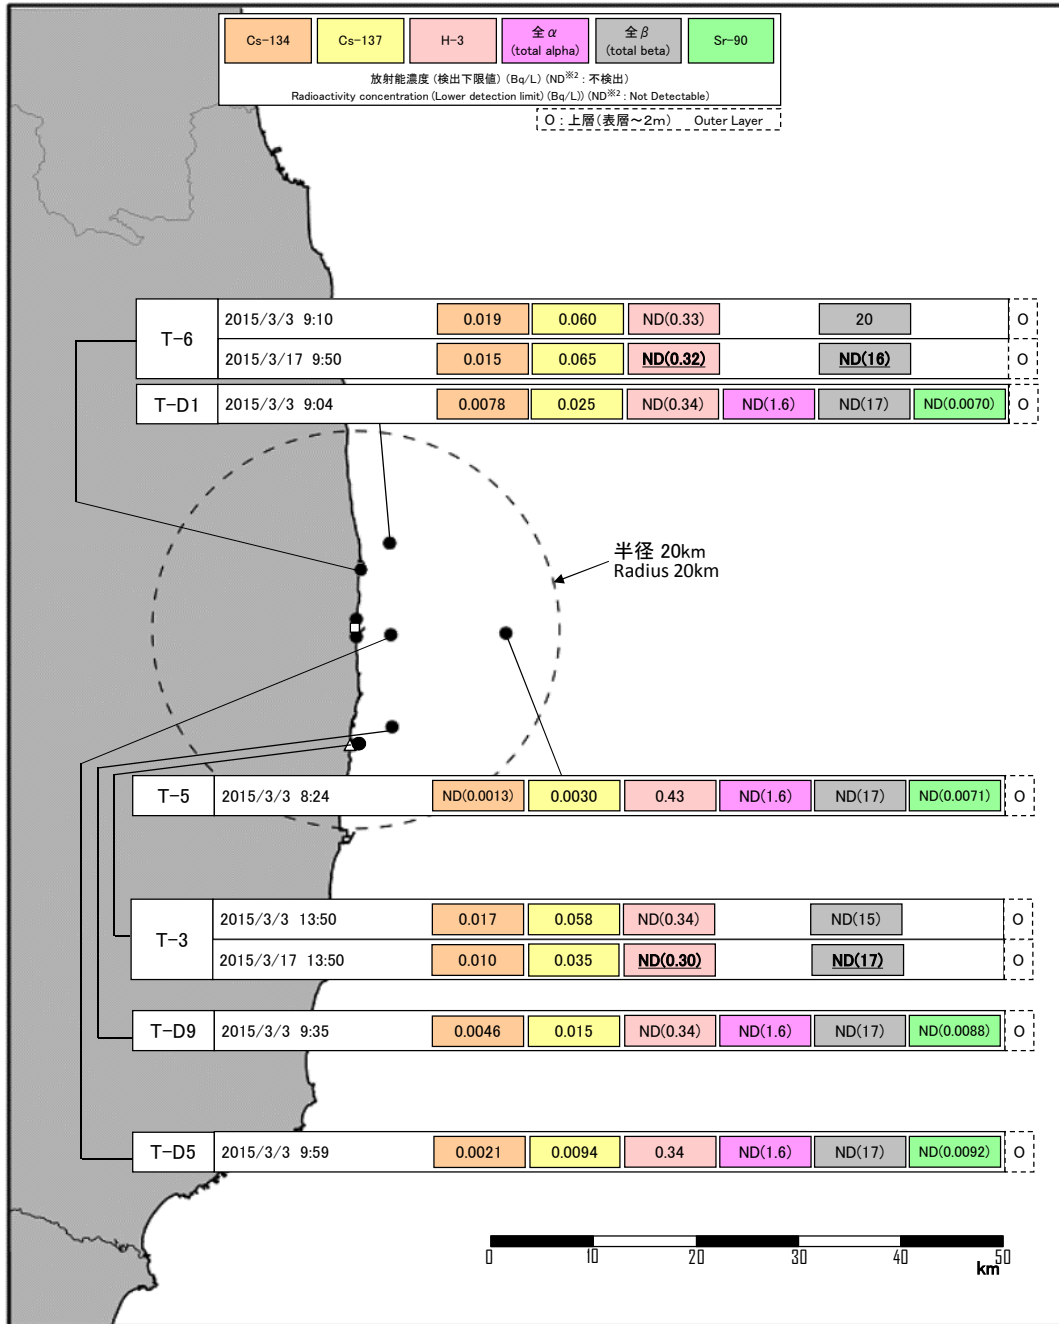 Cs-134 Cs-137 H-3 全α (total alpha) 全β (total beta) Sr-90
放射能濃度 (検出下限値) (Bq/L) (ND※2 : 不検出)
Radioactivity concentration (Lower detection limit) (Bq/L)) (ND※2 : Not Detectable)
O : 上層(表層~2m) Outer Layer
T-6
2015/3/3 9:10 0.019 0.060 ND(0.33) 20 O
2015/3/17 9:50 0.015 0.065 ND(0.32) ND(16) O
T-D1 2015/3/3 9:04 0.0078 0.025 ND(0.34) ND(1.6) ND(17) ND(0.0070) O
半径 20km
Radius 20km
T-5 2015/3/3 8:24 ND(0.0013) 0.0030 0.43 ND(1.6) ND(17) ND(0.0071) O
T-3
2015/3/3 13:50 0.017 0.058 ND(0.34) ND(15) O
2015/3/17 13:50 0.010 0.035 ND(0.30) ND(17) O
T-D9 2015/3/3 9:35 0.0046 0.015 ND(0.34) ND(1.6) ND(17) ND(0.0088) O
T-D5 2015/3/3 9:59 0.0021 0.0094 0.34 ND(1.6) ND(17) ND(0.0092) O
0 10 20 30 40 50
km